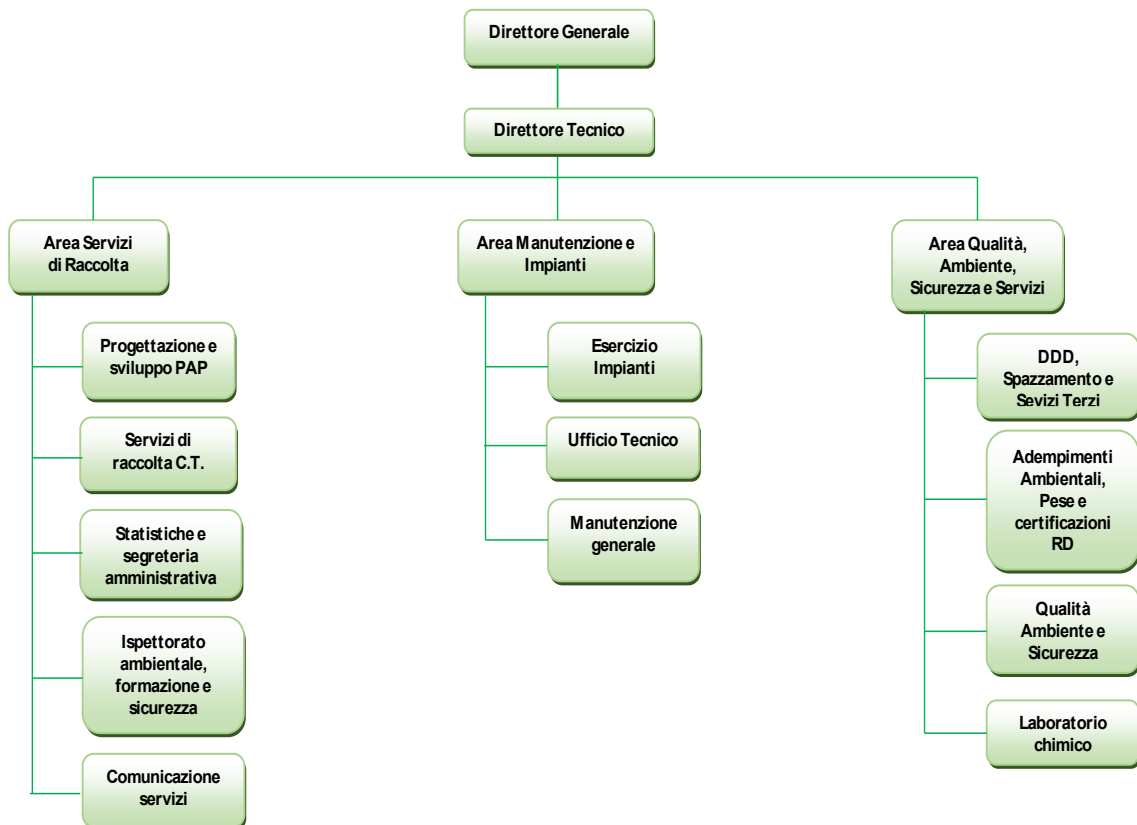 Direttore Generale
Direttore Tecnico
Area Servizi
di Raccolta
Progettazione e
sviluppo PAP
Servizi di
raccolta C.T.
Statistiche e
segreteria
amministrativa
Ispettorato
ambientale,
formazione e
sicurezza
Comunicazione
servizi
Area Manutenzione e
Impianti
Esercizio
Impianti
Ufficio Tecnico
Manutenzione
generale
Area Qualità,
Ambiente,
Sicurezza e Servizi
DDD,
Spazzamento e
Sevizi Terzi
Adempimenti
Ambientali,
Pese e
certificazioni
RD
Qualità
Ambiente e
Sicurezza
Laboratorio
chimico